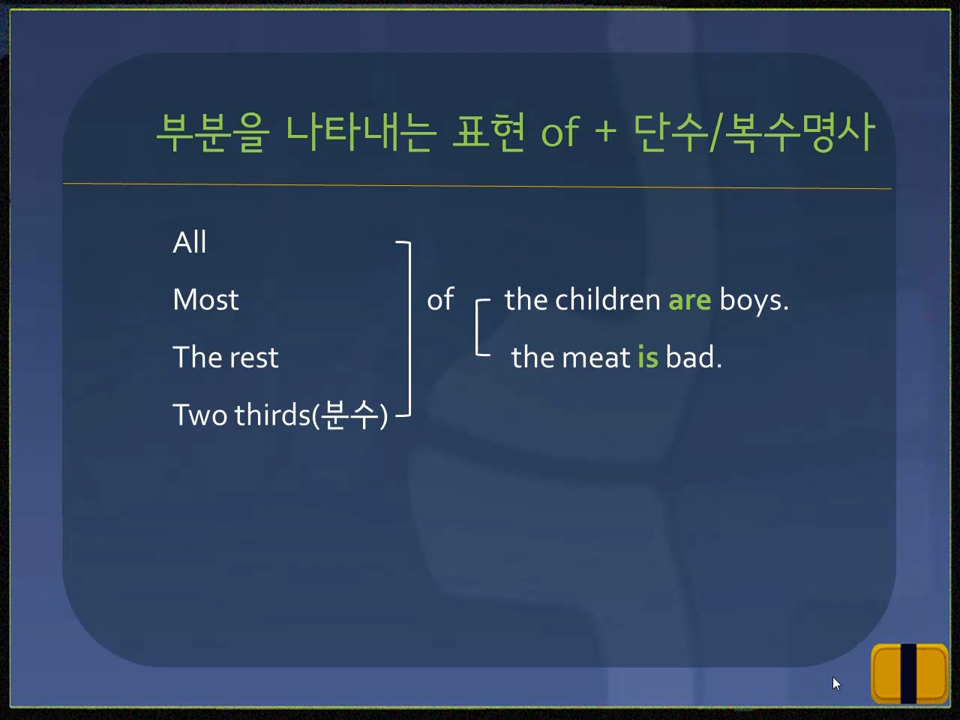 부분을 나타내는 표현 of + 단수/복수명사
All
Most of the children are boys.
The rest the meat is bad.
Two thirds(분수)